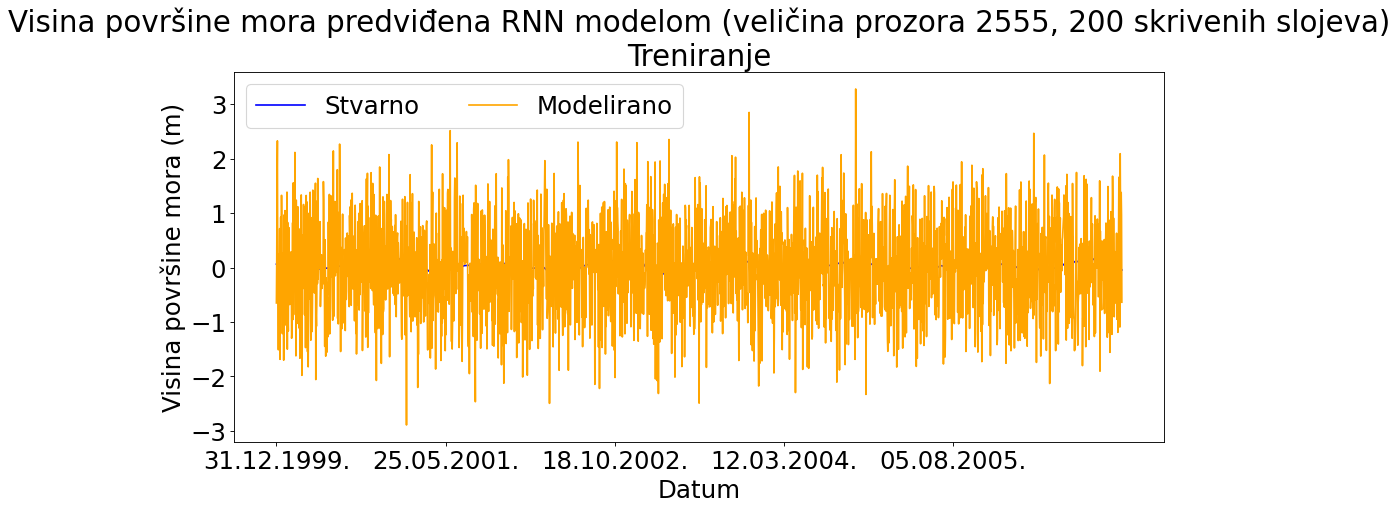 Visina površine mora predviđena RNN modelom (veličina prozora 2555, 200 skrivenih slojeva)
Treniranje
Stvarno Modelirano
Visina površine mora (m)
3
2
1
0
−1
−2
−3
31.12.1999. 25.05.2001. 18.10.2002. 12.03.2004. 05.08.2005.
Datum